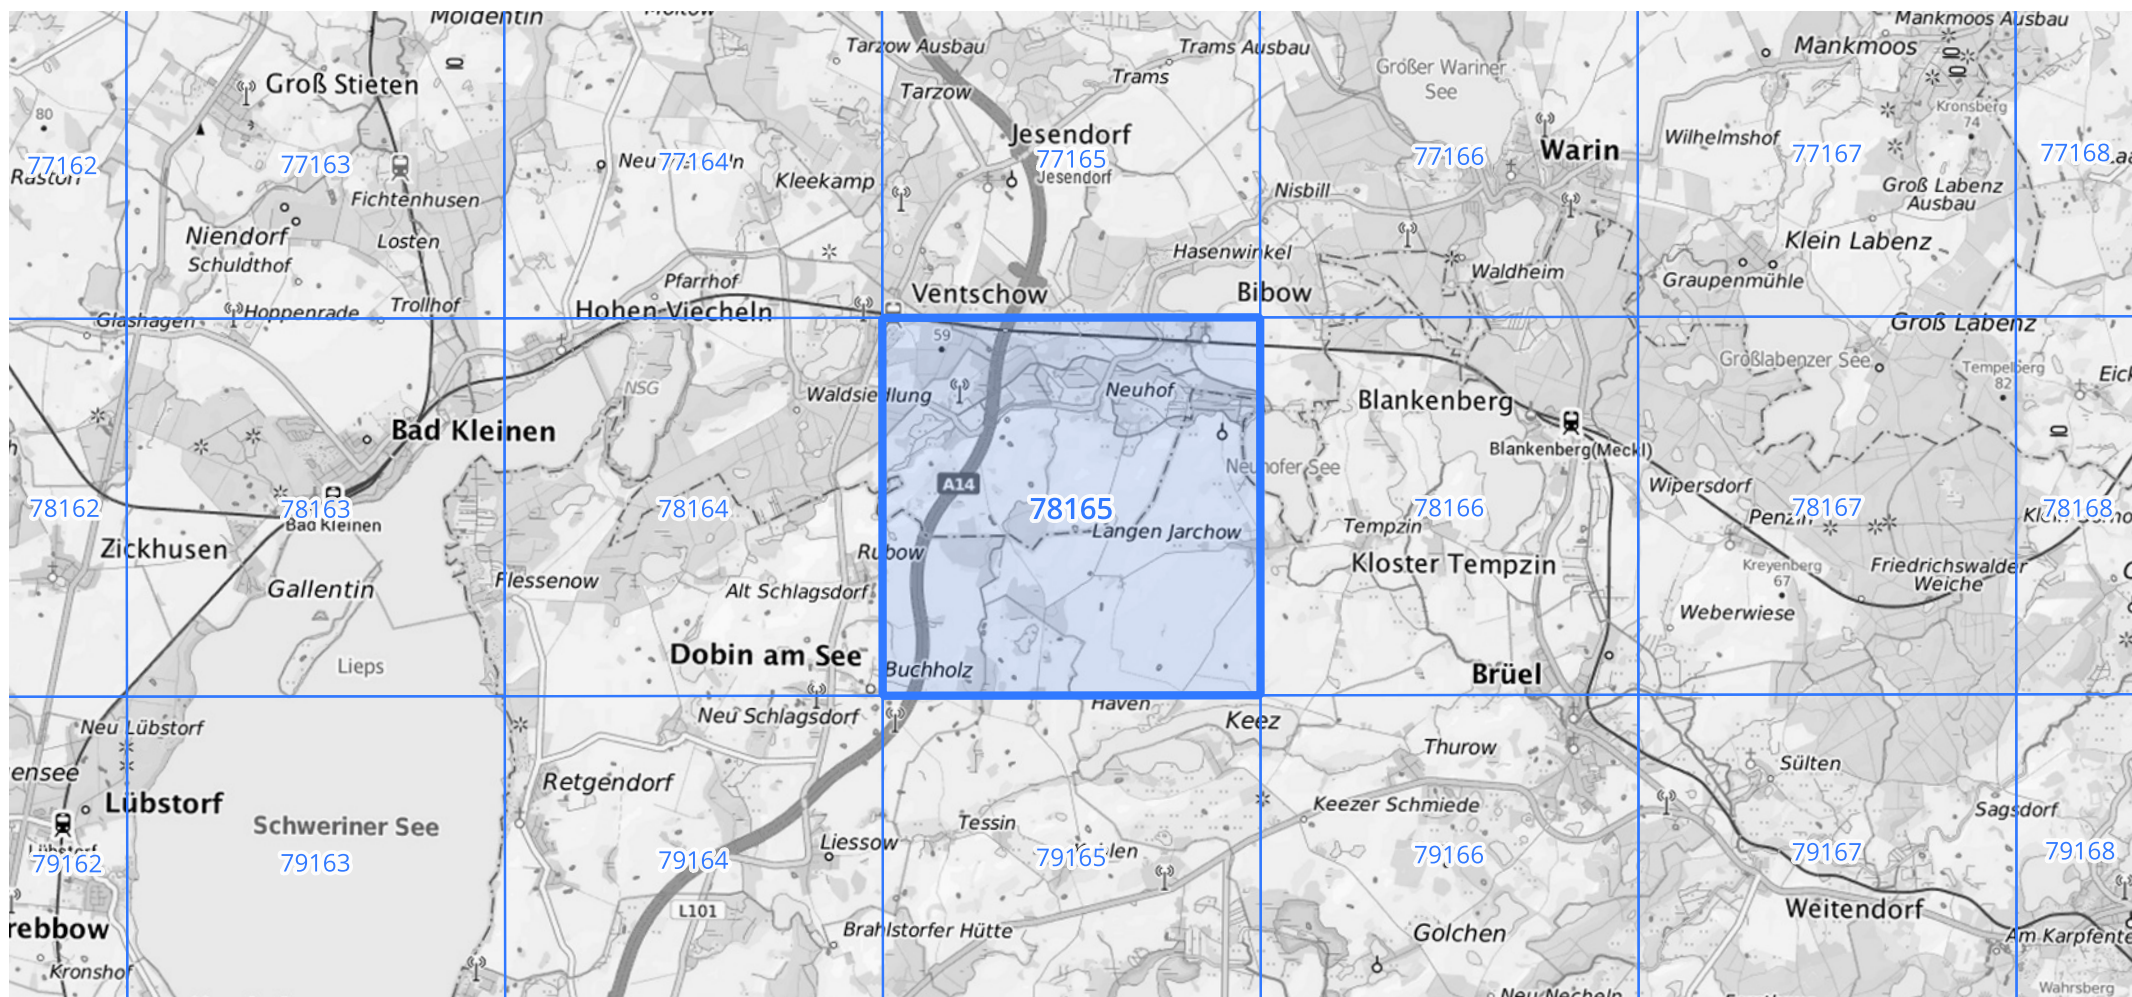 Moidentin
Mankmoos Ausbau
Tarzow Ausbau
Trams Ausbau
Mankmoos
Groß Stieten
Trams
Großer Wariner
See
Tarzow
Kronsberg
74
80
Jesendorf
Wilhelmshof
Warin
77162
77163
77164
77165
77166
77167
77168
Jesendorf
Kleekamp
Nisbill
Groß Labenz
Ausbau
Fichtenhusen
Niendorf
Losten
Klein Labenz
Schuldthof
Hasenwinkel
Waldheim
Pfarrhof
Graupenmühle
Ventschow
Bibow
Trollhof
Hoppenrade
Hohen Viecheln
Glashagen
Groß Labenz
59
Großlabenzer See
Tempelberg
82
NSG
Waldsiedlung
Neuhof
Blankenberg
Bad Kleinen
Blankenberg(Meckl)
Neuhofer See
A14
Wipersdorf
78162
78163
78164
78165
78166
78167
78168
Bad Kleinen
Penzin
Tempzin
Langen Jarchow
Zickhusen
Rubow
Kloster Tempzin
Kreyenberg
67
Friedrichswalder
Weiche
Flessenow
Gallentin
Alt Schlagsdorf
Weberwiese
Dobin am See
Lieps
Buchholz
Brüel
Haven
Neu Schlagsdorf
Keez
Neu Lübstorf
Thurow
Sülten
Retgendorf
Lübstorf
Keezer Schmiede
Sagsdorf
Schweriner See
Tessin
Liessow
Lübstorf
79162
79163
79164
79165
79166
79167
79168
L101
Weitendorf
Brahlstorfer Hütte
Golchen
Am Karpfente
Kronshof
Wahrsberg
Neu Necheln